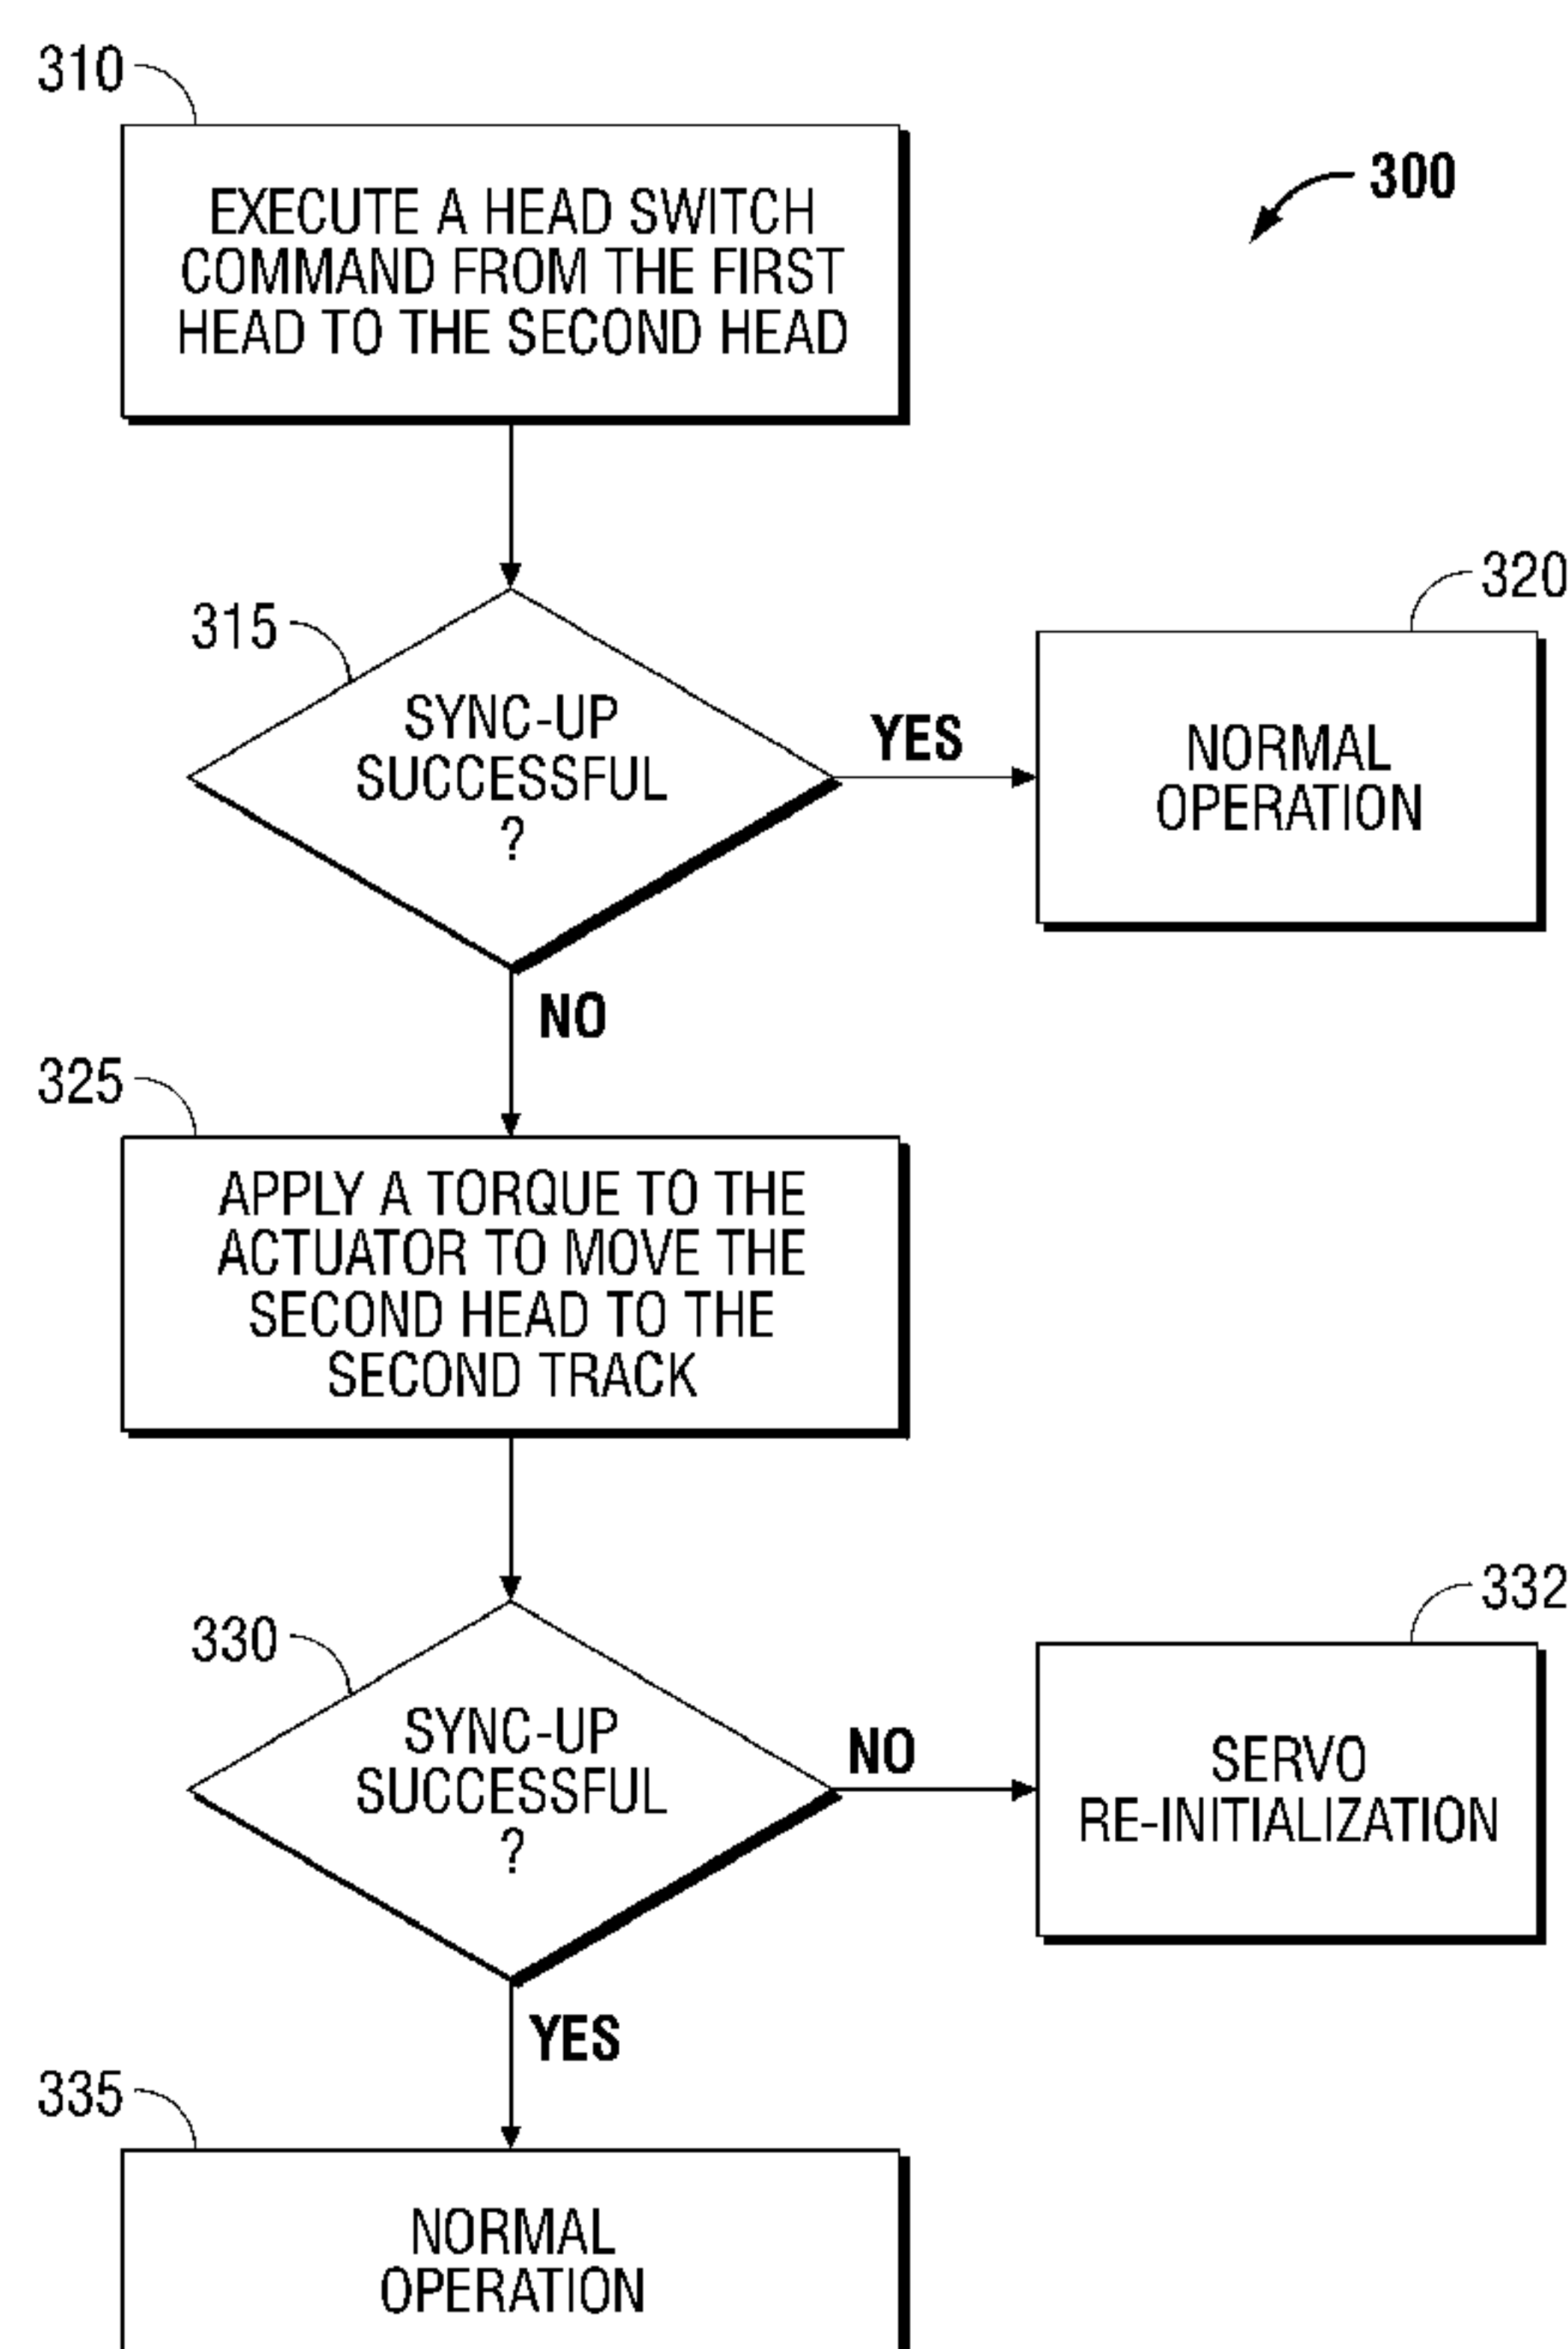 310
300
EXECUTE A HEAD SWITCH
COMMAND FROM THE FIRST
HEAD TO THE SECOND HEAD
315
320
SYNC-UP
SUCCESSFUL
?
YES
NORMAL
OPERATION
NO
325
APPLY A TORQUE TO THE
ACTUATOR TO MOVE THE
SECOND HEAD TO THE
SECOND TRACK
330
332
SYNC-UP
SUCCESSFUL
?
NO
SERVO
RE-INITIALIZATION
YES
335
NORMAL
OPERATION